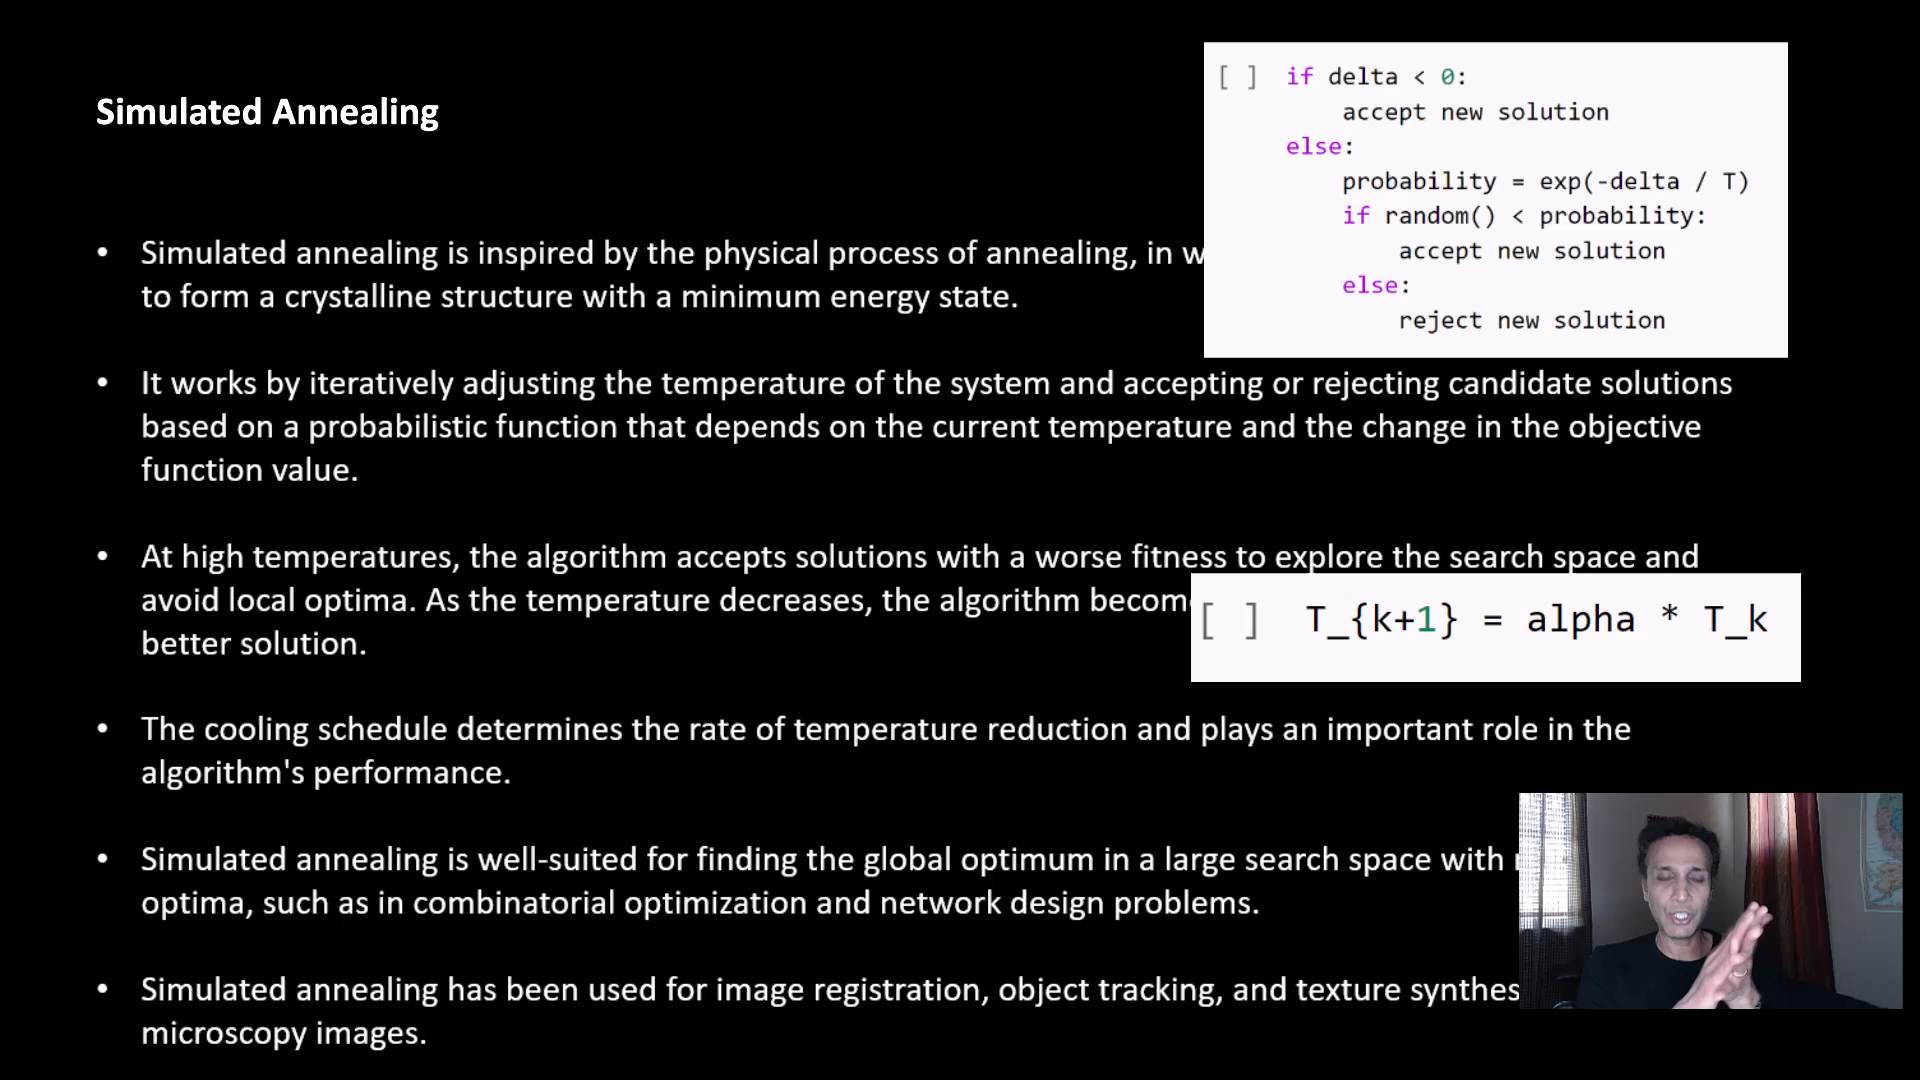 Simulated Annealing
[ ] if delta < 0:
accept new solution
else:
probability = exp(-delta / T)
if random() < probability:
accept new solution
else:
reject new solution
• Simulated annealing is inspired by the physical process of annealing, in
to form a crystalline structure with a minimum energy state.
• It works by iteratively adjusting the temperature of the system and accepting or rejecting candidate solutions
based on a probabilistic function that depends on the current temperature and the change in the objective
function value.
• At high temperatures, the algorithm accepts solutions with a worse fitness to explore the search space and
avoid local optima. As the temperature decreases, the algorithm
better solution.
[ ] T_{k+1} = alpha * T_k
• The cooling schedule determines the rate of temperature reduction and plays an important role in the
algorithm's performance.
• Simulated annealing is well-suited for finding the global optimum in a large search space with
optima, such as in combinatorial optimization and network design problems.
• Simulated annealing has been used for image registration, object tracking, and texture
microscopy images.